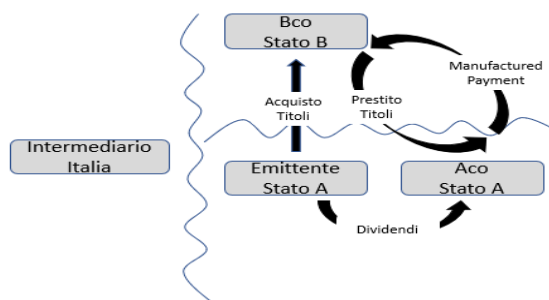 Bco
Stato B
Manufactured
Payment
Acquisto
Titoli
Prestito
Titoli
Intermediario
Italia
Emittente
Stato A
Aco
Stato A
Dividendi